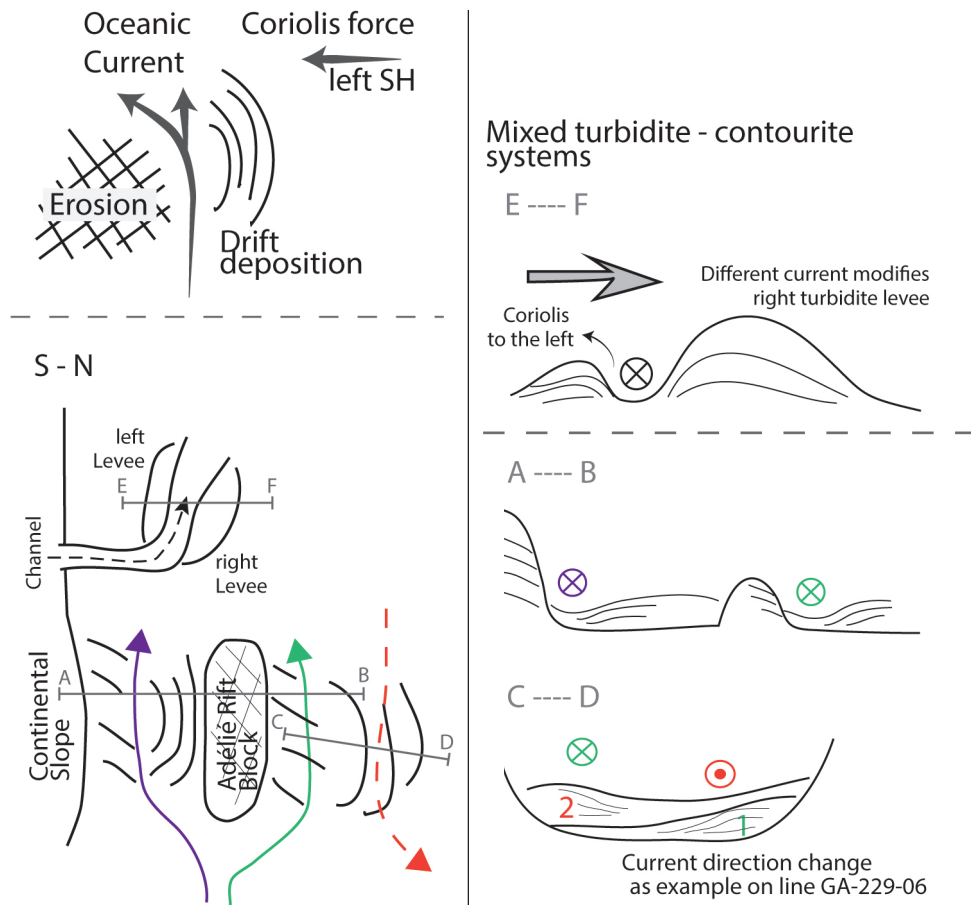 Oceanic
Current
Coriolis force
left SH
Erosion
Drift
deposition
S - N
left
Levee
E
F
Channel
right
Levee
A
B
C
D
Continental
Slope
Adélié Rift
Block
Mixed turbidite - contourite
systems
E ---- F
Different current modifies
right turbidite levee
Coriolis
to the left
A ---- B
C ---- D
2
1
Current direction change
as example on line GA-229-06